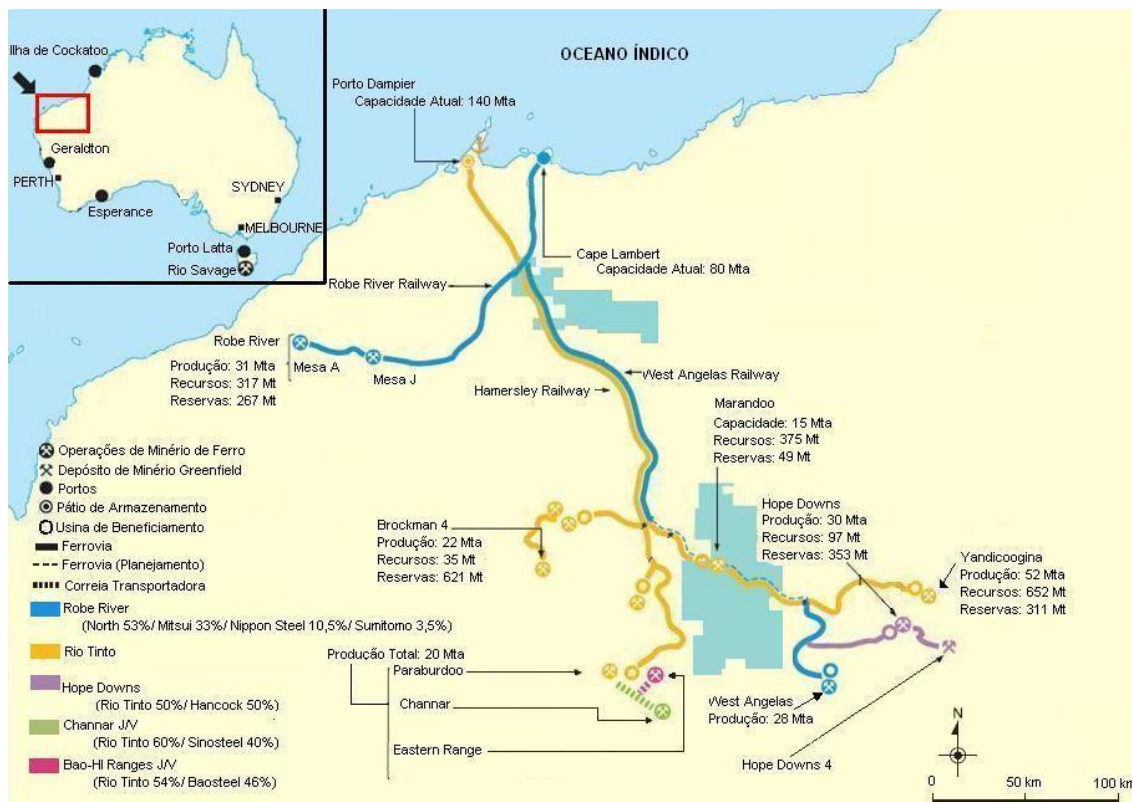 OCEANO ÍNDICO
Ilha de Cockatoo
Geraldton
PERTH
Esperance
SYDNEY
MELBOURNE
Porto Latta
Rio Savage
Porto Dampier
Capacidade Atual: 140 Mta
Cape Lambert
Capacidade Atual: 80 Mta
Robe River Railway
Robe River
Produção: 31 Mta
Recursos: 317 Mt
Reservas: 267 Mt
Mesa A
Mesa J
West Angelas Railway
Hamersley Railway
Marandoo
Capacidade: 15 Mta
Recursos: 375 Mt
Reservas: 49 Mt
Hope Downs
Produção: 30 Mta
Recursos: 97 Mt
Reservas: 353 Mt
Yandicoogina
Produção: 52 Mta
Recursos: 652 Mt
Reservas: 311 Mt
Brockman 4
Produção: 22 Mta
Recursos: 35 Mt
Reservas: 621 Mt
Operações de Minério de Ferro
Depósito de Minério Greenfield
Portos
Pátio de Armazenamento
Usina de Beneficiamento
Ferrovia
Ferrovia (Planejamento)
Correia Transportadora
Robe River
(North 53%/ Mitsui 33%/ Nippon Steel 10,5%/ Sumitomo 3,5%)
Rio Tinto
Hope Downs
(Rio Tinto 50%/ Hancock 50%)
Channar J/V
(Rio Tinto 60%/ Sinosteel 40%)
Bao-HI Ranges J/V
(Rio Tinto 54%/ Baosteel 46%)
Produção Total: 20 Mta
Paraburdoo
Channar
Eastern Range
West Angelas
Produção: 28 Mta
Hope Downs 4
N
0 50 km 100 km